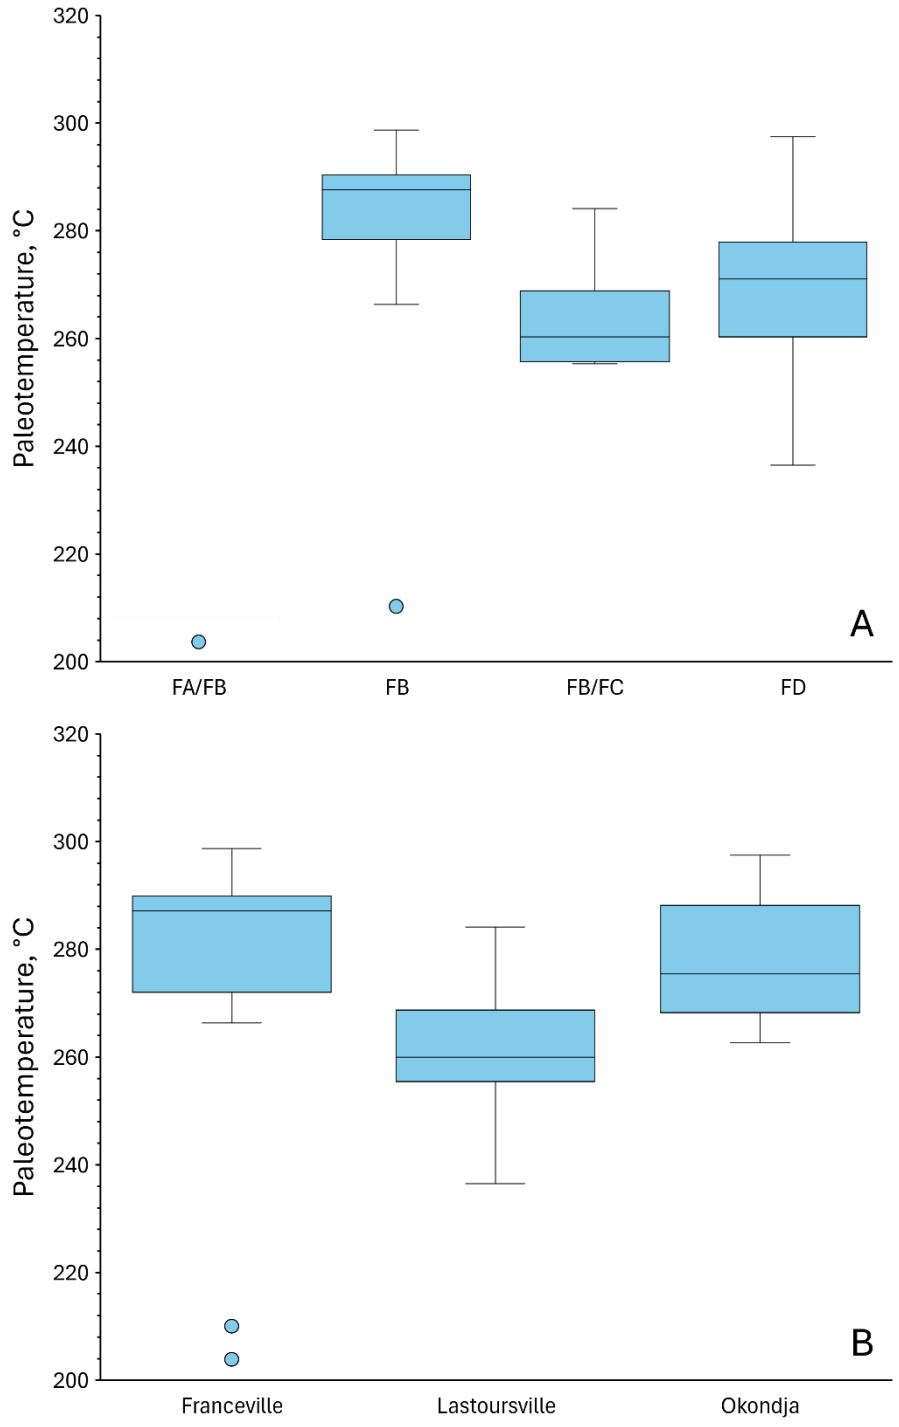 320
300
280
260
240
220
200
Paleotemperature, °C
A
FA/FB FB FB/FC FD
320
300
280
260
240
220
200
Paleotemperature, °C
B
Franceville Lastoursville Okondja